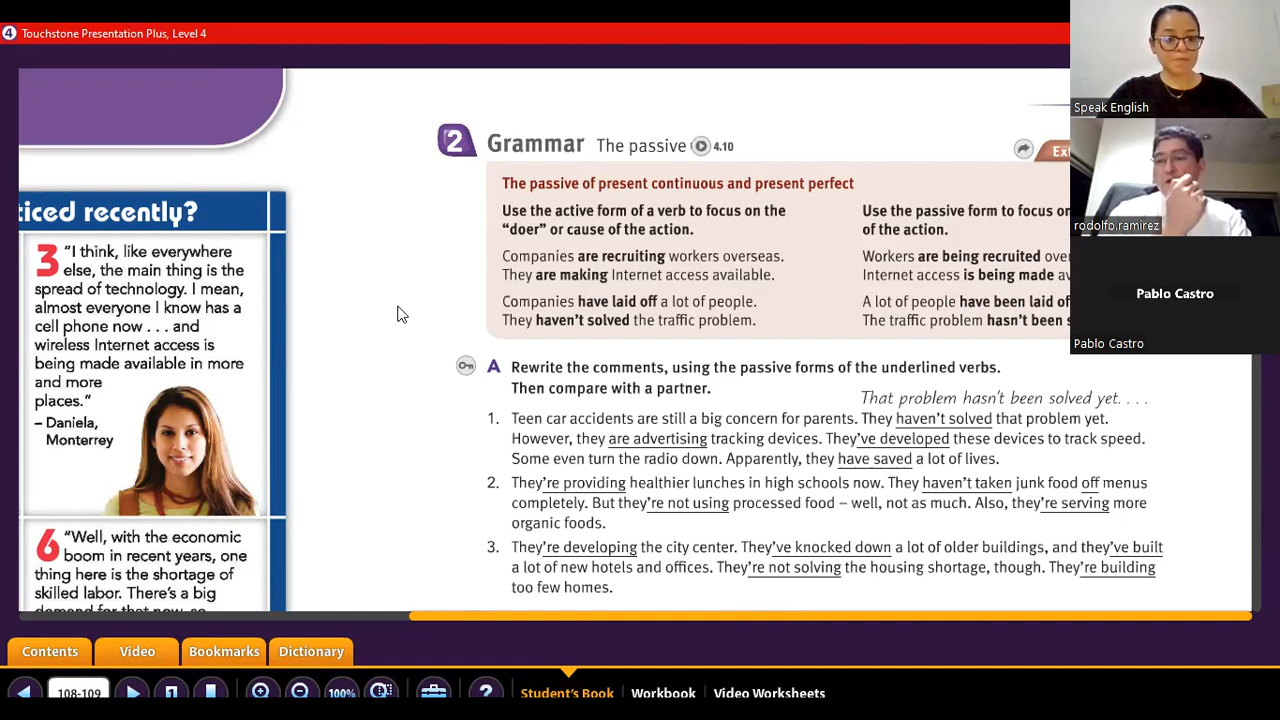 4 Touchstone Presentation Plus, Level 4
ticed recently?
3 "I think, like everywhere
else, the main thing is the
spread of technology. I mean,
almost everyone I know has a
cell phone now . . . and
wireless Internet access is
being made available in more
and more
places."
– Daniela,
Monterrey
6 "Well, with the economic
boom in recent years, one
thing here is the shortage of
skilled labor. There's a big
demand for that now, so
2 Grammar The passive 4.10
The passive of present continuous and present perfect
Use the active form of a verb to focus on the
"doer" or cause of the action.
Companies are recruiting workers overseas.
They are making Internet access available.
Companies have laid off a lot of people.
They haven't solved the traffic problem.
Use the passive form to focus on
of the action.
Workers are being recruited
Internet access is being made
A lot of people have been laid
The traffic problem hasn't been
A Rewrite the comments, using the passive forms of the underlined verbs.
Then compare with a partner.
That problem hasn't been solved yet. . . .
1. Teen car accidents are still a big concern for parents. They haven't solved that problem yet.
However, they are advertising tracking devices. They've developed these devices to track speed.
Some even turn the radio down. Apparently, they have saved a lot of lives.
2. They're providing healthier lunches in high schools now. They haven't taken junk food off menus
completely. But they're not using processed food – well, not as much. Also, they're serving more
organic foods.
3. They're developing the city center. They've knocked down a lot of older buildings, and they've built
a lot of new hotels and offices. They're not solving the housing shortage, though. They're building
too few homes.
Speak English
rodolfo.ramirez
Pablo Castro
Pablo Castro
Contents Video Bookmarks Dictionary
108-109 1 100% ? Student's Book Workbook Video Worksheets